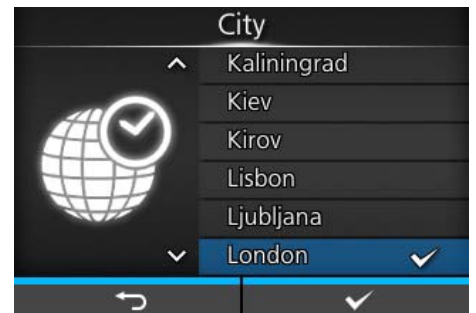 City
Kaliningrad
Kiev
Kirov
Lisbon
Ljubljana
London